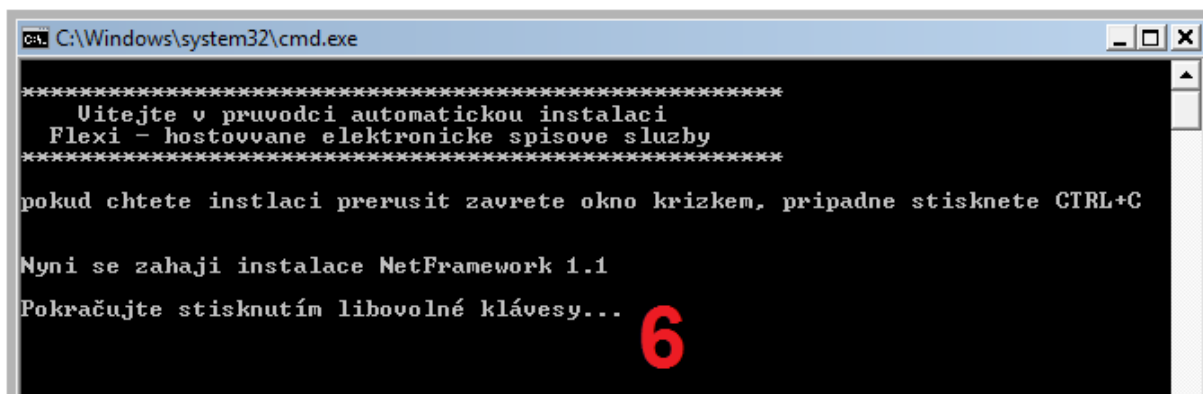 C:\Windows\system32\cmd.exe
******************************************************
Vitejte v pruvodci automatickou instalaci
Flexi - hostovvane elektronicke spisove sluzby
******************************************************
pokud chtete instlaci prerusit zavrete okno krizkem, pripadne stisknete CTRL+C
Nyni se zahaji instalace NetFramework 1.1
Pokračujte stisknutím libovolné klávesy...
6